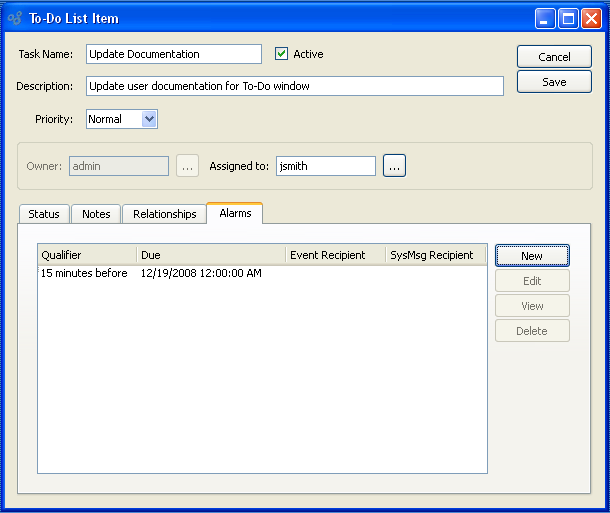 To-Do List Item
Task Name: Update Documentation Active Cancel
Description: Update user documentation for To-Do window Save
Priority: Normal
Owner: admin ... Assigned to: jsmith ...
Status Notes Relationships Alarms
Qualifier Due Event Recipient SysMsg Recipient New
15 minutes before 12/19/2008 12:00:00 AM Edit
View
Delete